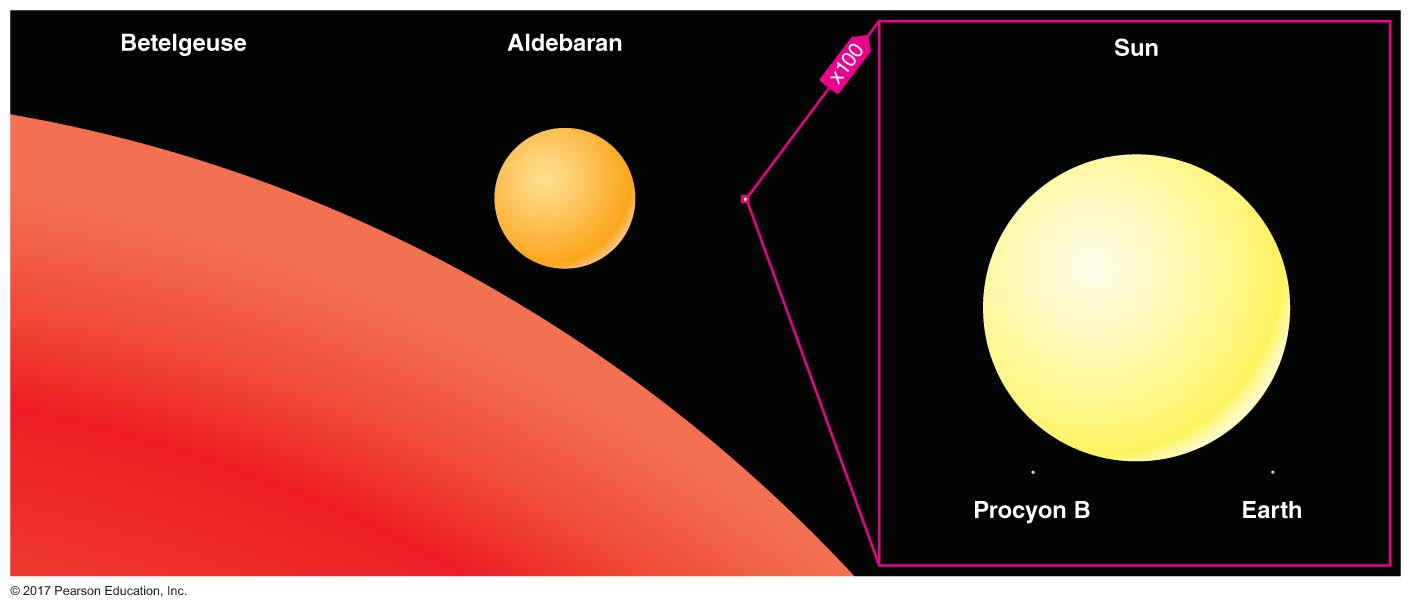 Betelgeuse
Aldebaran
x100
Sun
Procyon B
Earth
© 2017 Pearson Education, Inc.